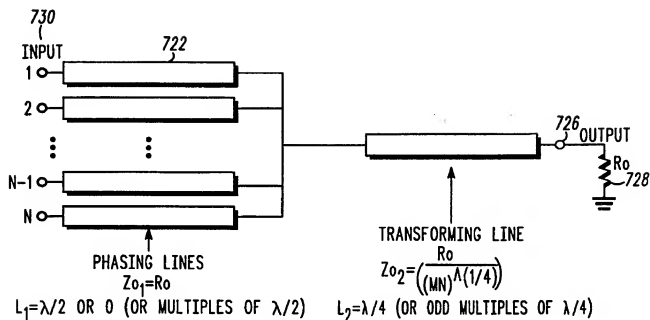 730
INPUT
722
1
2
N-1
N
726
OUTPUT
Ro
728
PHASING LINES
Zo₁=Ro
L₁=λ/2 OR 0 (OR MULTIPLES OF λ/2)
TRANSFORMING LINE
Zo₂=(Ro/((MN)^(1/4)))
L₂=λ/4 (OR ODD MULTIPLES OF λ/4)